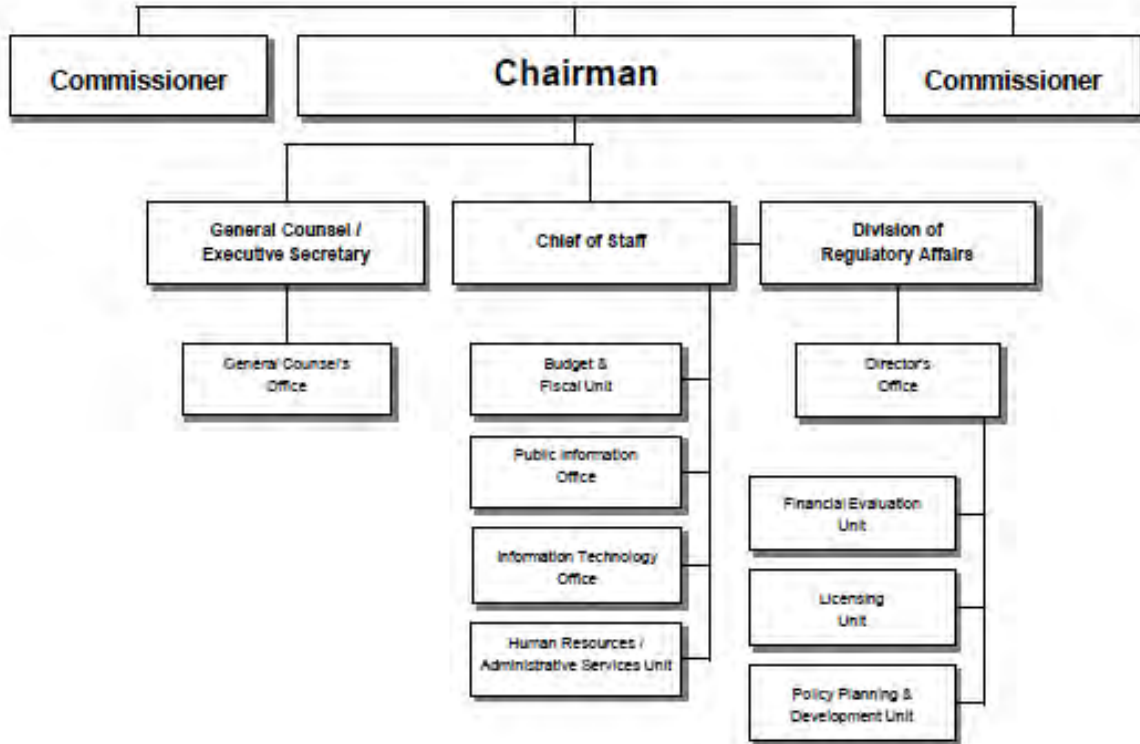 Commissioner
Chairman
Commissioner
General Counsel /
Executive Secretary
Chief of Staff
Division of
Regulatory Affairs
General Counsel's
Office
Budget &
Fiscal Unit
Director's
Office
Public Information
Office
Financial Evaluation
Unit
Information Technology
Office
Licensing
Unit
Human Resources /
Administrative Services Unit
Policy Planning &
Development Unit